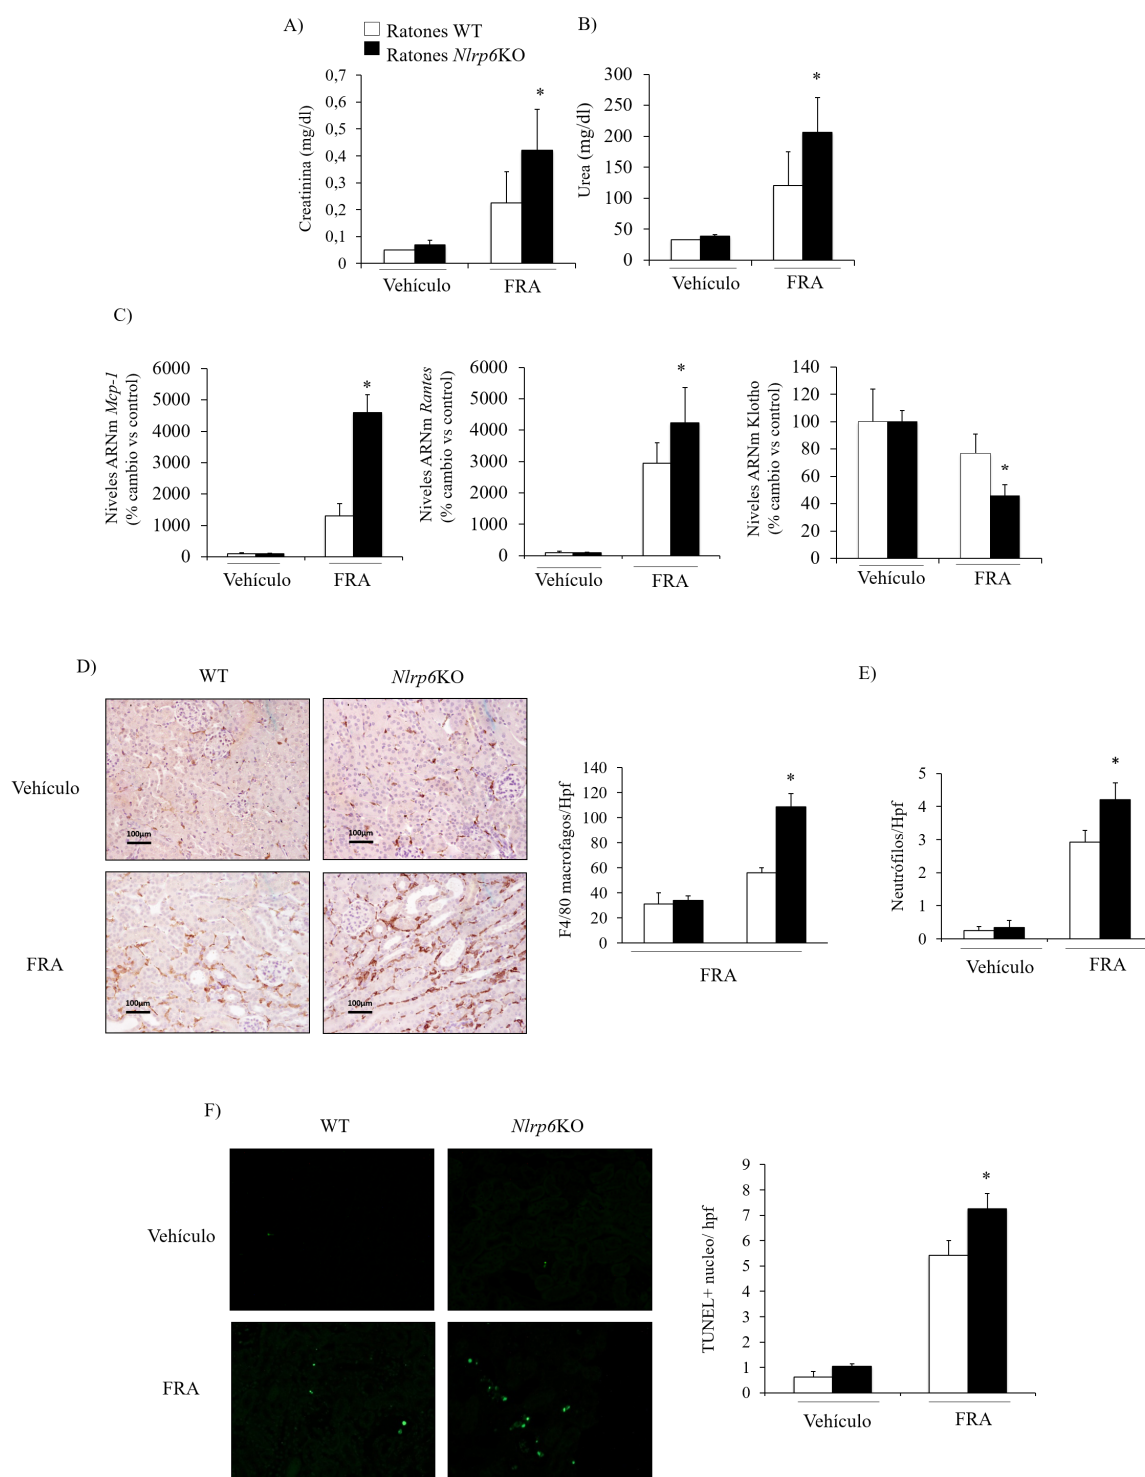 A)
Ratones WT
Ratones Nlrp6KO
B)
Creatinina (mg/dl)
0,7
0,6
0,5
0,4
0,3
0,2
0,1
0
*
Vehículo
FRA
Urea (mg/dl)
300
250
200
150
100
50
0
*
Vehículo
FRA
C)
Niveles ARNm Mcp-1
(% cambio vs control)
6000
5000
4000
3000
2000
1000
0
*
Vehículo
FRA
Niveles ARNm Rantes
(% cambio vs control)
6000
5000
4000
3000
2000
1000
0
*
Vehículo
FRA
Niveles ARNm Klotho
(% cambio vs control)
140
120
100
80
60
40
20
0
*
Vehículo
FRA
D)
WT
Nlrp6KO
Vehículo
100µm
100µm
FRA
100µm
100µm
F4/80 macrofagos/Hpf
140
120
100
80
60
40
20
0
*
FRA
E)
Neutrófilos/Hpf
5
4
3
2
1
0
*
Vehículo
FRA
F)
WT
Nlrp6KO
Vehículo
FRA
TUNEL+ nucleo/ hpf
9
8
7
6
5
4
3
2
1
0
*
Vehículo
FRA